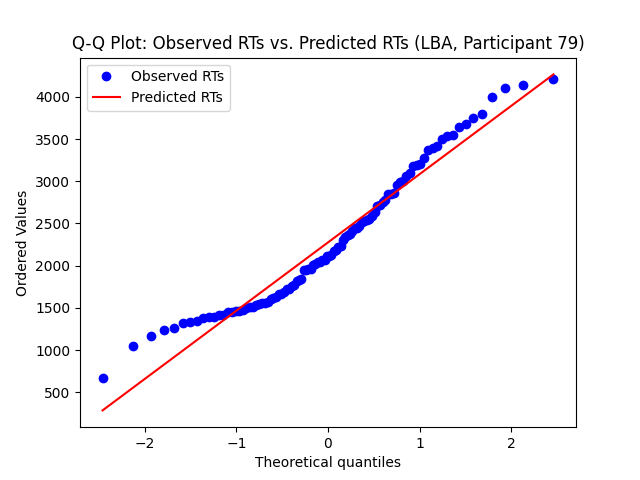 Q-Q Plot: Observed RTs vs. Predicted RTs (LBA, Participant 79)
Observed RTs
Predicted RTs
4000
3500
3000
2500
2000
1500
1000
500
Ordered Values
−2 −1 0 1 2
Theoretical quantiles